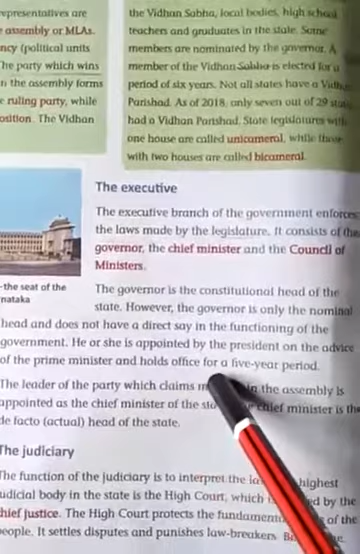 representatives are
assembly or MLAs.
ncy (political units
The party which wins
n the assembly forms
e ruling party, while
osition. The Vidhan
the Vidhan Sabha, local bodies, high school
teachers and graduates in the state. Some
members are nominated by the governor. A
member of the Vidhan Sabha is elected for a
period of six years. Not all states have a Vidhan
Parishad. As of 2018, only seven out of 29 states
had a Vidhan Parishad. State legislatures with
one house are called unicameral, while those
with two houses are called bicameral.
The executive
The executive branch of the government enforces
the laws made by the legislature. It consists of the
governor, the chief minister and the Council of
Ministers.
-the seat of the
nataka
The governor is the constitutional head of the
state. However, the governor is only the nominal
head and does not have a direct say in the functioning of the
government. He or she is appointed by the president on the advice
of the prime minister and holds office for a five-year period.
The leader of the party which claims in the assembly is
appointed as the chief minister of the chief minister is the
de facto (actual) head of the state.
The judiciary
The function of the judiciary is to interpret the highest
judicial body in the state is the High Court, which by the
chief justice. The High Court protects the of the
people. It settles disputes and punishes law-breakers.